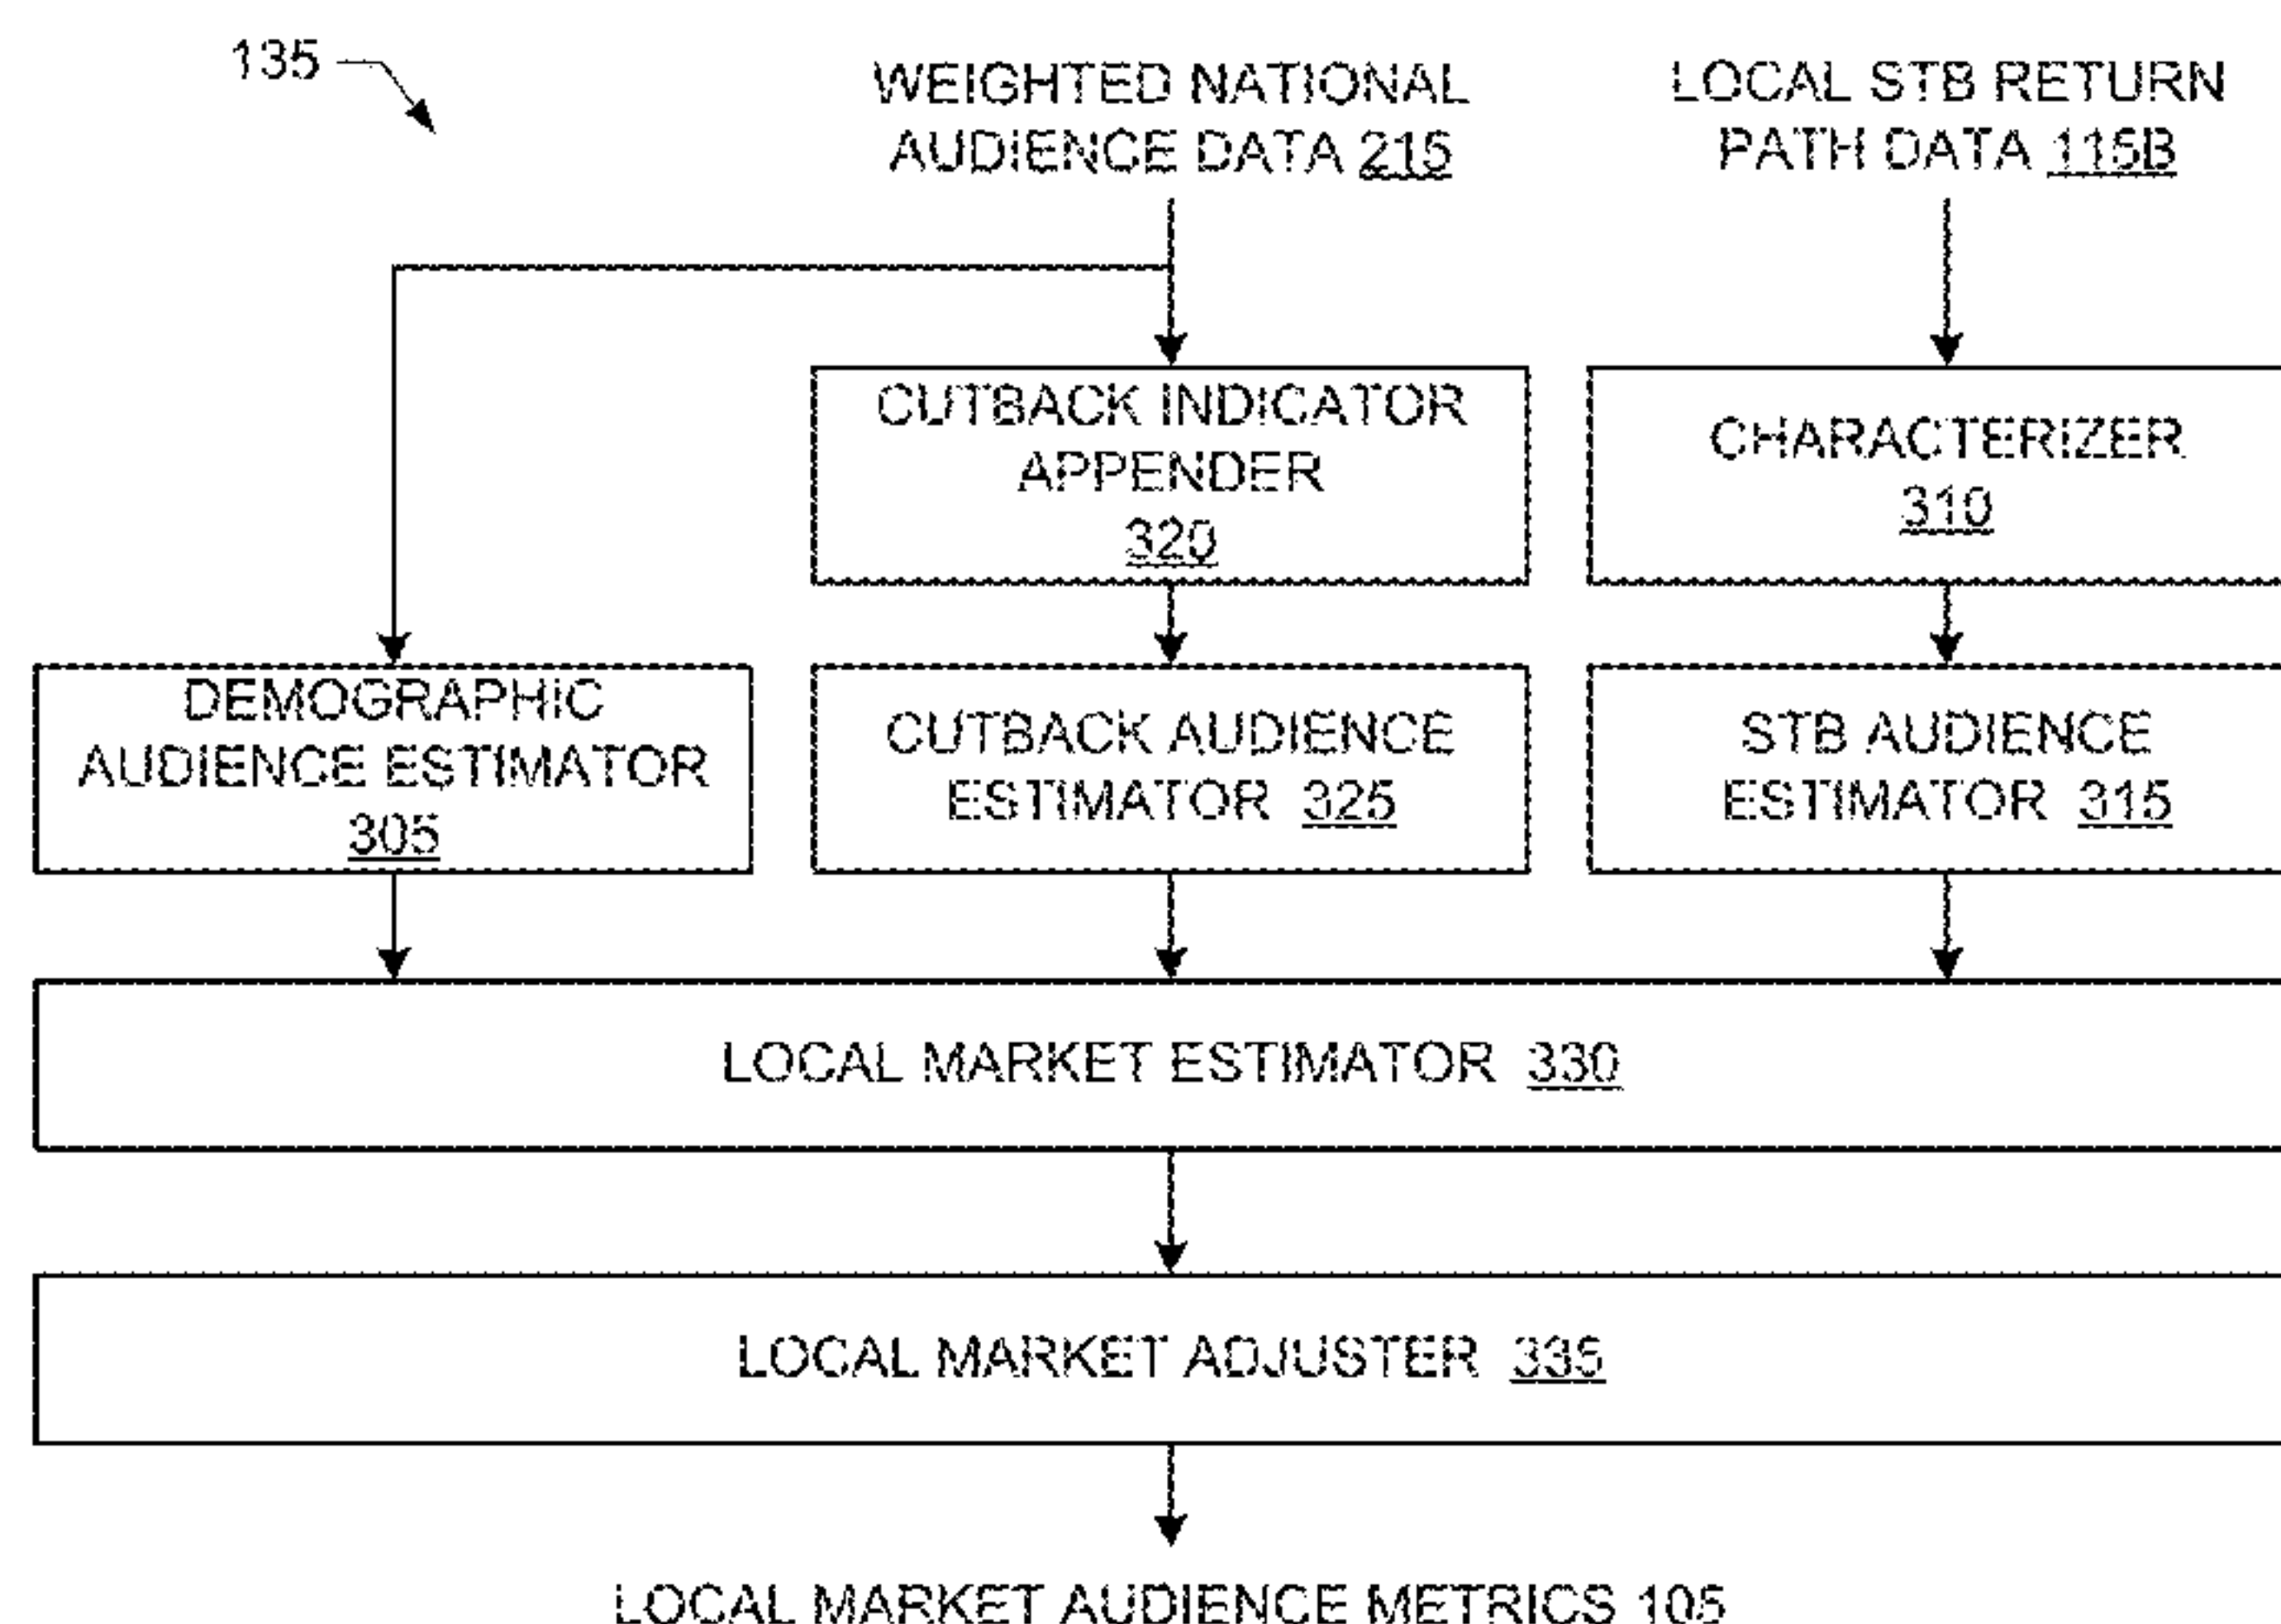 135
WEIGHTED NATIONAL
AUDIENCE DATA 215
LOCAL STB RETURN
PATH DATA 115B
CUTBACK INDICATOR
APPENDER
320
CHARACTERIZER
310
DEMOGRAPHIC
AUDIENCE ESTIMATOR
305
CUTBACK AUDIENCE
ESTIMATOR 325
STB AUDIENCE
ESTIMATOR 315
LOCAL MARKET ESTIMATOR 330
LOCAL MARKET ADJUSTER 335
LOCAL MARKET AUDIENCE METRICS 105